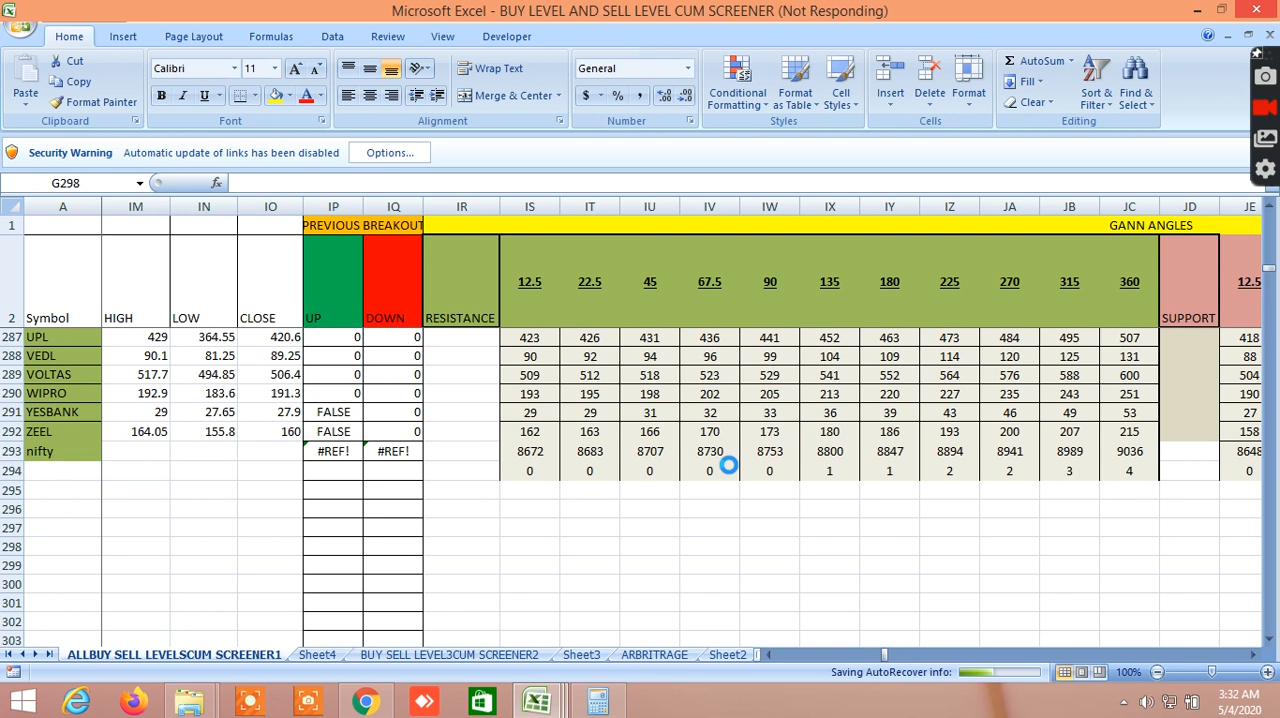 Microsoft Excel - BUY LEVEL AND SELL LEVEL CUM SCREENER (Not Responding)
Home Insert Page Layout Formulas Data Review View Developer
Paste Cut Copy Format Painter Clipboard
Calibri 11 A A B I U A Font
Wrap Text Merge & Center Alignment
General $ % , Number
Conditional Formatting Format as Table Cell Styles Styles
Insert Delete Format Cells
Σ AutoSum Fill Clear Sort & Filter Find & Select Editing
Security Warning Automatic update of links has been disabled Options...
G298 fx
A IM IN IO IP IQ IR IS IT IU IV IW IX IY IZ JA JB JC JD JE
1 PREVIOUS BREAKOUT GANN ANGLES
2 Symbol HIGH LOW CLOSE UP DOWN RESISTANCE 12.5 22.5 45 67.5 90 135 180 225 270 315 360 SUPPORT 12.5
287 UPL 429 364.55 420.6 0 0 423 426 431 436 441 452 463 473 484 495 507 418
288 VEDL 90.1 81.25 89.25 0 0 90 92 94 96 99 104 109 114 120 125 131 88
289 VOLTAS 517.7 494.85 506.4 0 0 509 512 518 523 529 541 552 564 576 588 600 504
290 WIPRO 192.9 183.6 191.3 0 0 193 195 198 202 205 213 220 227 235 243 251 190
291 YESBANK 29 27.65 27.9 FALSE 0 29 29 31 32 33 36 39 43 46 49 53 27
292 ZEEL 164.05 155.8 160 FALSE 0 162 163 166 170 173 180 186 193 200 207 215 158
293 nifty #REF! #REF! 8672 8683 8707 8730 8753 8800 8847 8894 8941 8989 9036 8648
294 0 0 0 0 0 1 1 2 2 3 4 0
295
296
297
298
299
300
301
302
303
ALLBUY SELL LEVELSCUM SCREENER1 Sheet4 BUY SELL LEVEL3CUM SCREENER2 Sheet3 ARBRITRAGE Sheet2
Saving AutoRecover info: 100%
3:32 AM
5/4/2020